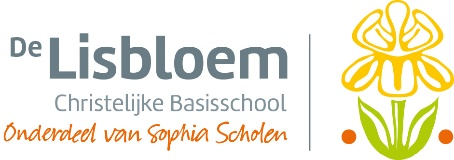 De Lisbloem
Christelijke Basisschool
Onderdeel van Sophia Scholen